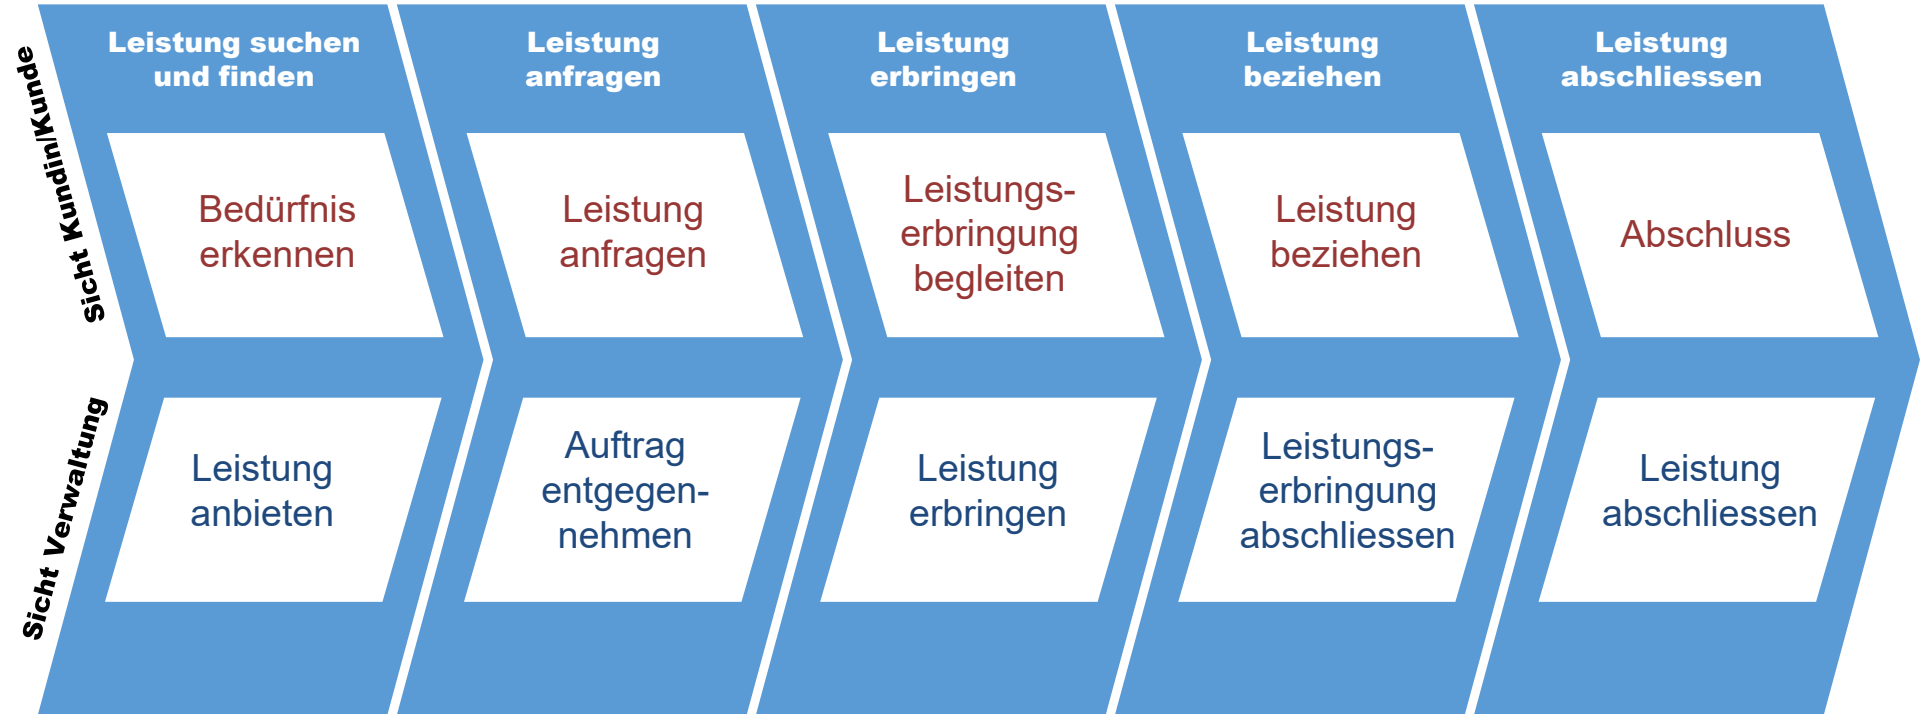 Leistung suchen
und finden
Leistung
anfragen
Leistung
erbringen
Leistung
beziehen
Leistung
abschliessen
Sicht Kundin/Kunde
Bedürfnis
erkennen
Leistung
anfragen
Leistungs-
erbringung
begleiten
Leistung
beziehen
Abschluss
Sicht Verwaltung
Leistung
anbieten
Auftrag
entgegen-
nehmen
Leistung
erbringen
Leistungs-
erbringung
abschliessen
Leistung
abschliessen